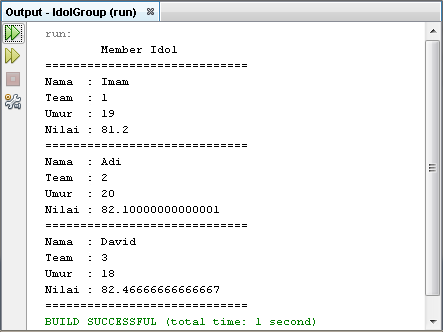 Output - IdolGroup (run)
run:
Member Idol
=============================
Nama : Imam
Team : 1
Umur : 19
Nilai : 81.2
=============================
Nama : Adi
Team : 2
Umur : 20
Nilai : 82.10000000000001
=============================
Nama : David
Team : 3
Umur : 18
Nilai : 82.46666666666667
=============================
BUILD SUCCESSFUL (total time: 1 second)